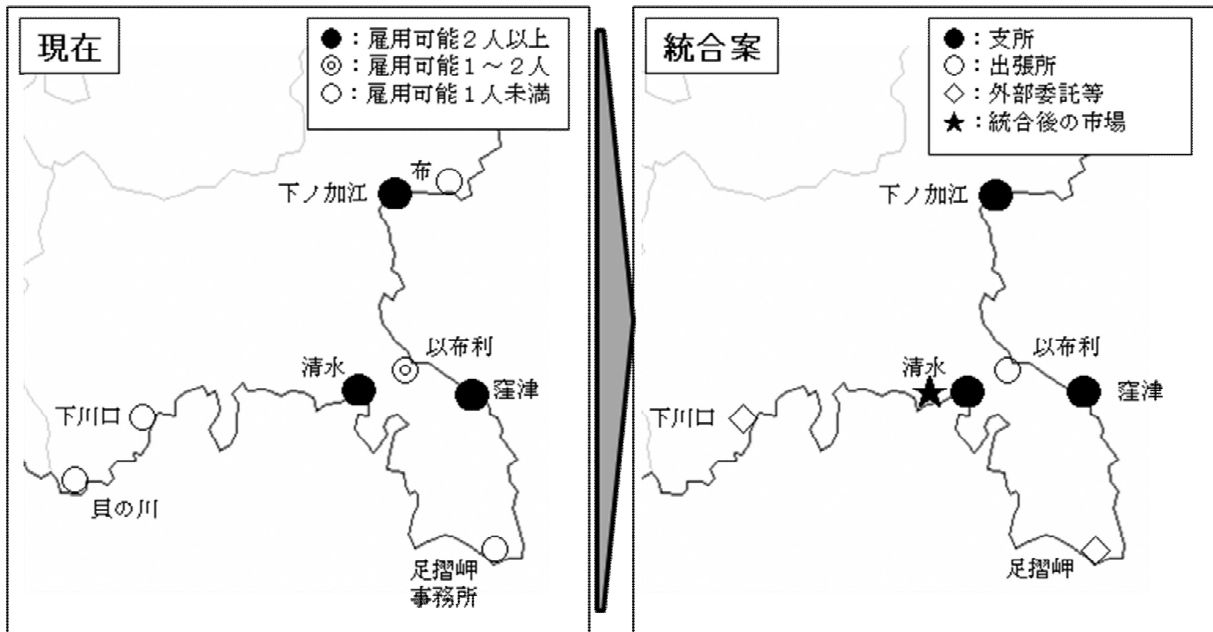 現在
●：雇用可能２人以上
◎：雇用可能１～２人
○：雇用可能１人未満
布
下ノ加江
以布利
清水
窪津
下川口
貝の川
足摺岬
事務所
統合案
●：支所
○：出張所
◇：外部委託等
★：統合後の市場
下ノ加江
以布利
清水
窪津
下川口
足摺岬